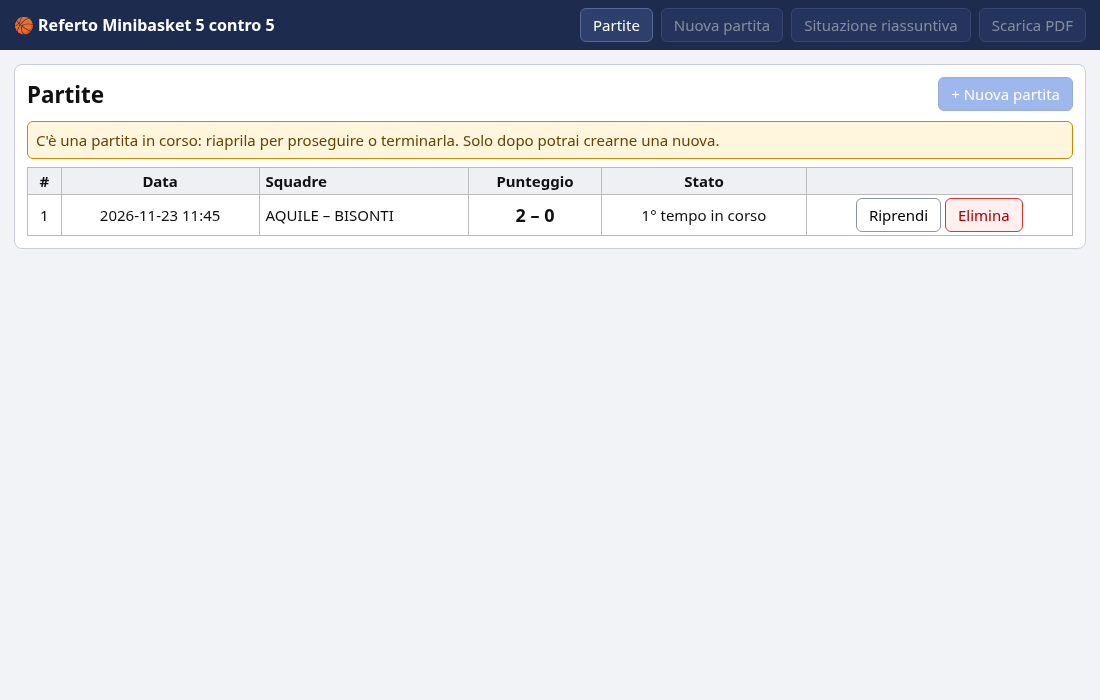 🏀 Referto Minibasket 5 contro 5 Partite Nuova partita Situazione riassuntiva Scarica PDF
Partite + Nuova partita
C'è una partita in corso: riaprila per proseguire o terminarla. Solo dopo potrai crearne una nuova.
# Data Squadre Punteggio Stato
1 2026-11-23 11:45 AQUILE – BISONTI 2 – 0 1° tempo in corso Riprendi Elimina